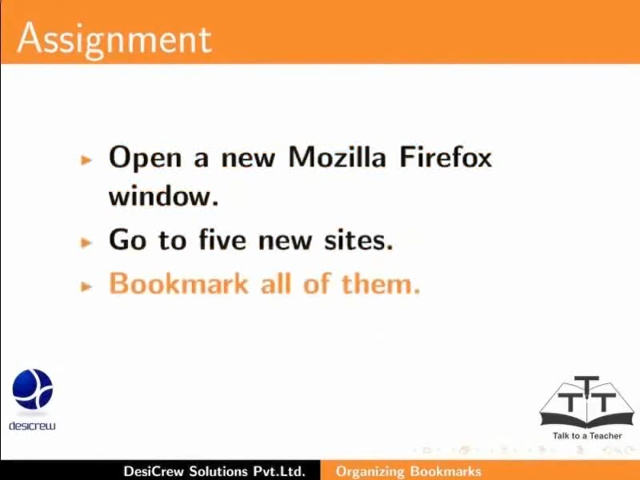 Assignment
Open a new Mozilla Firefox
window.
Go to five new sites.
Bookmark all of them.
desicrew
TTT
Talk to a Teacher
DesiCrew Solutions Pvt.Ltd. Organizing Bookmarks